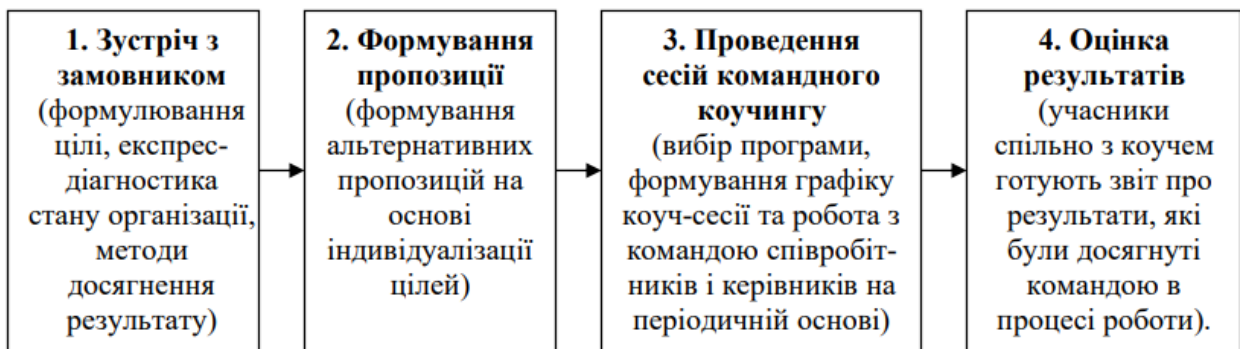 1. Зустріч з
замовником
(формулювання
цілі, експрес-
діагностика
стану організації,
методи
досягнення
результату)
2. Формування
пропозиції
(формування
альтернативних
пропозицій на
основі
індивідуалізації
цілей)
3. Проведення
сесій командного
коучингу
(вибір програми,
формування графіку
коуч-сесії та робота з
командою співробіт-
ників і керівників на
періодичній основі)
4. Оцінка
результатів
(учасники
спільно з коучем
готують звіт про
результати, які
були досягнуті
командою в
процесі роботи).